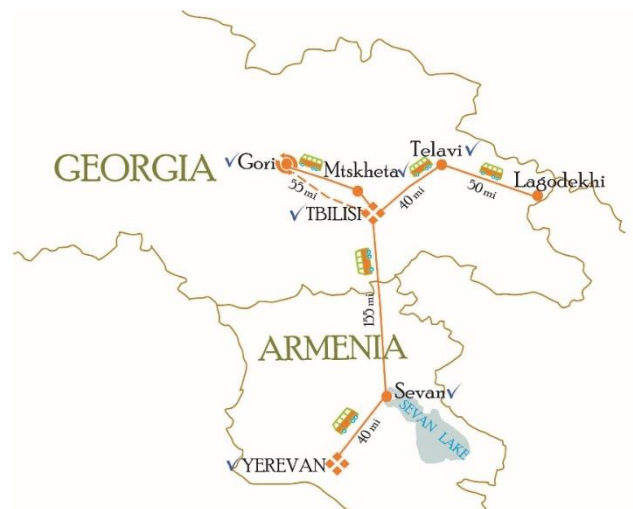 Telavi
GEORGIA
Gori
Mtskheta
Lagodekhi
55 mi
40 mi
50 mi
TBILISI
155 mi
ARMENIA
Sevan
SEVAN LAKE
40 mi
YEREVAN